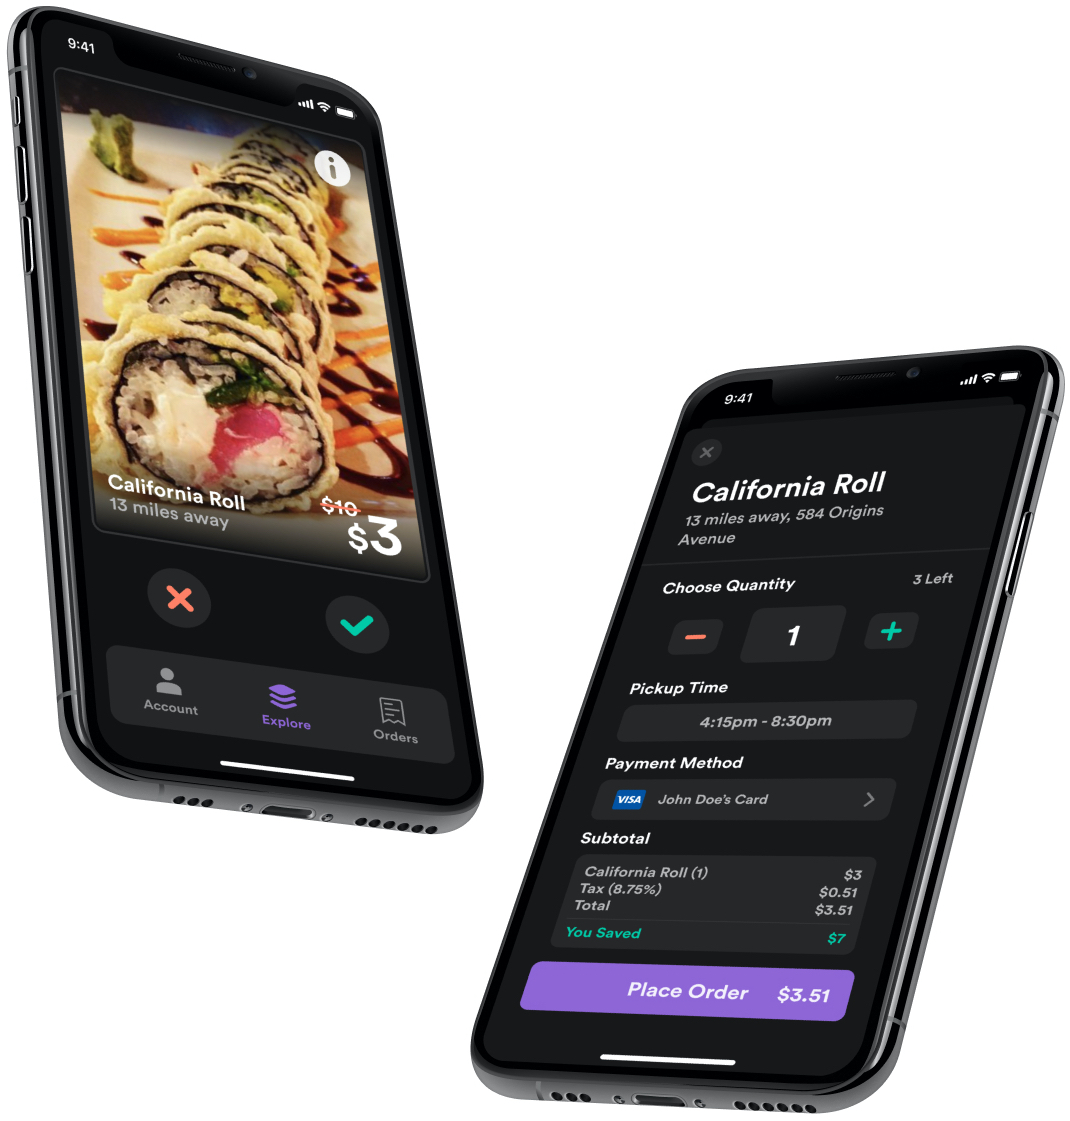 9:41
California Roll
13 miles away
$10
$3
Account
Explore
Orders
9:41
California Roll
13 miles away, 584 Origins
Avenue
Choose Quantity
3 Left
1
Pickup Time
4:15pm - 8:30pm
Payment Method
VISA John Doe's Card
Subtotal
California Roll (1) $3
Tax (8.75%) $0.51
Total $3.51
You Saved $7
Place Order $3.51